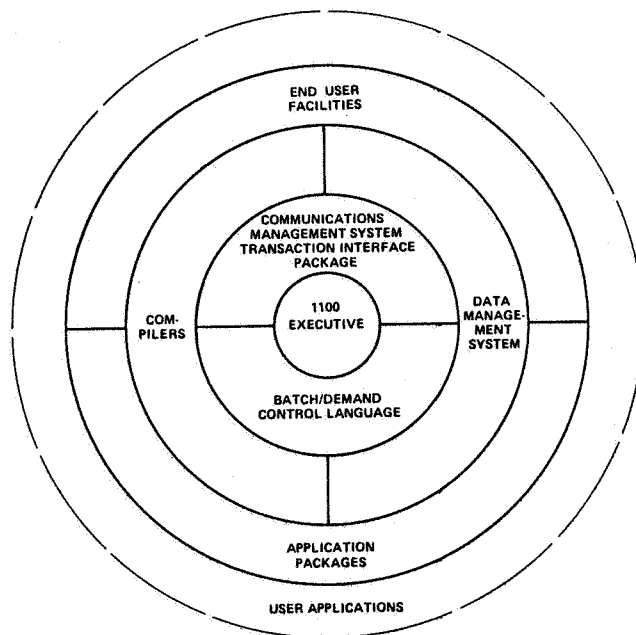 END USER
FACILITIES
COMMUNICATIONS
MANAGEMENT SYSTEM
TRANSACTION INTERFACE
PACKAGE
1100
EXECUTIVE
COM-
PILERS
DATA
MANAGE-
MENT
SYSTEM
BATCH/DEMAND
CONTROL LANGUAGE
APPLICATION
PACKAGES
USER APPLICATIONS